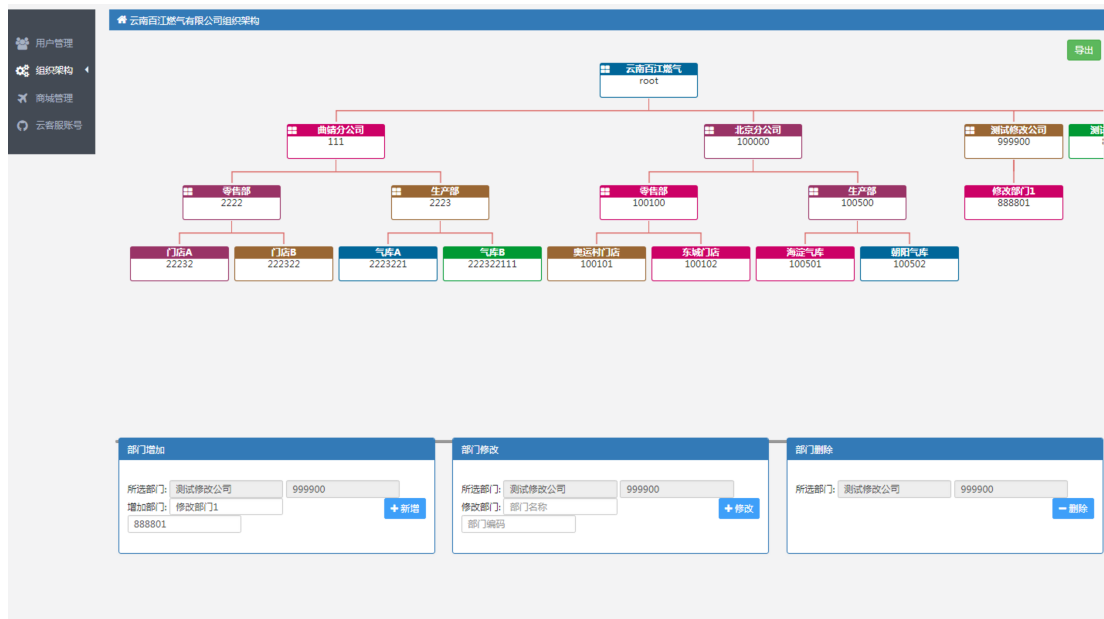 云南百江燃气有限公司组织架构
用户管理
组织架构
商城管理
云客服账号
导出
云南百江燃气
root
曲靖分公司
111
北京分公司
100000
测试修改公司
999900
零售部
2222
生产部
2223
零售部
100100
生产部
100500
修改部门1
888801
门店A
22232
门店B
222322
气库A
2223221
气库B
222322111
奥运村门店
100101
东城门店
100102
海淀气库
100501
朝阳气库
100502
部门增加
所选部门: 测试修改公司 999900
增加部门: 修改部门1
888801
新增
部门修改
所选部门: 测试修改公司 999900
修改部门: 部门名称
部门编码
修改
部门删除
所选部门: 测试修改公司 999900
删除